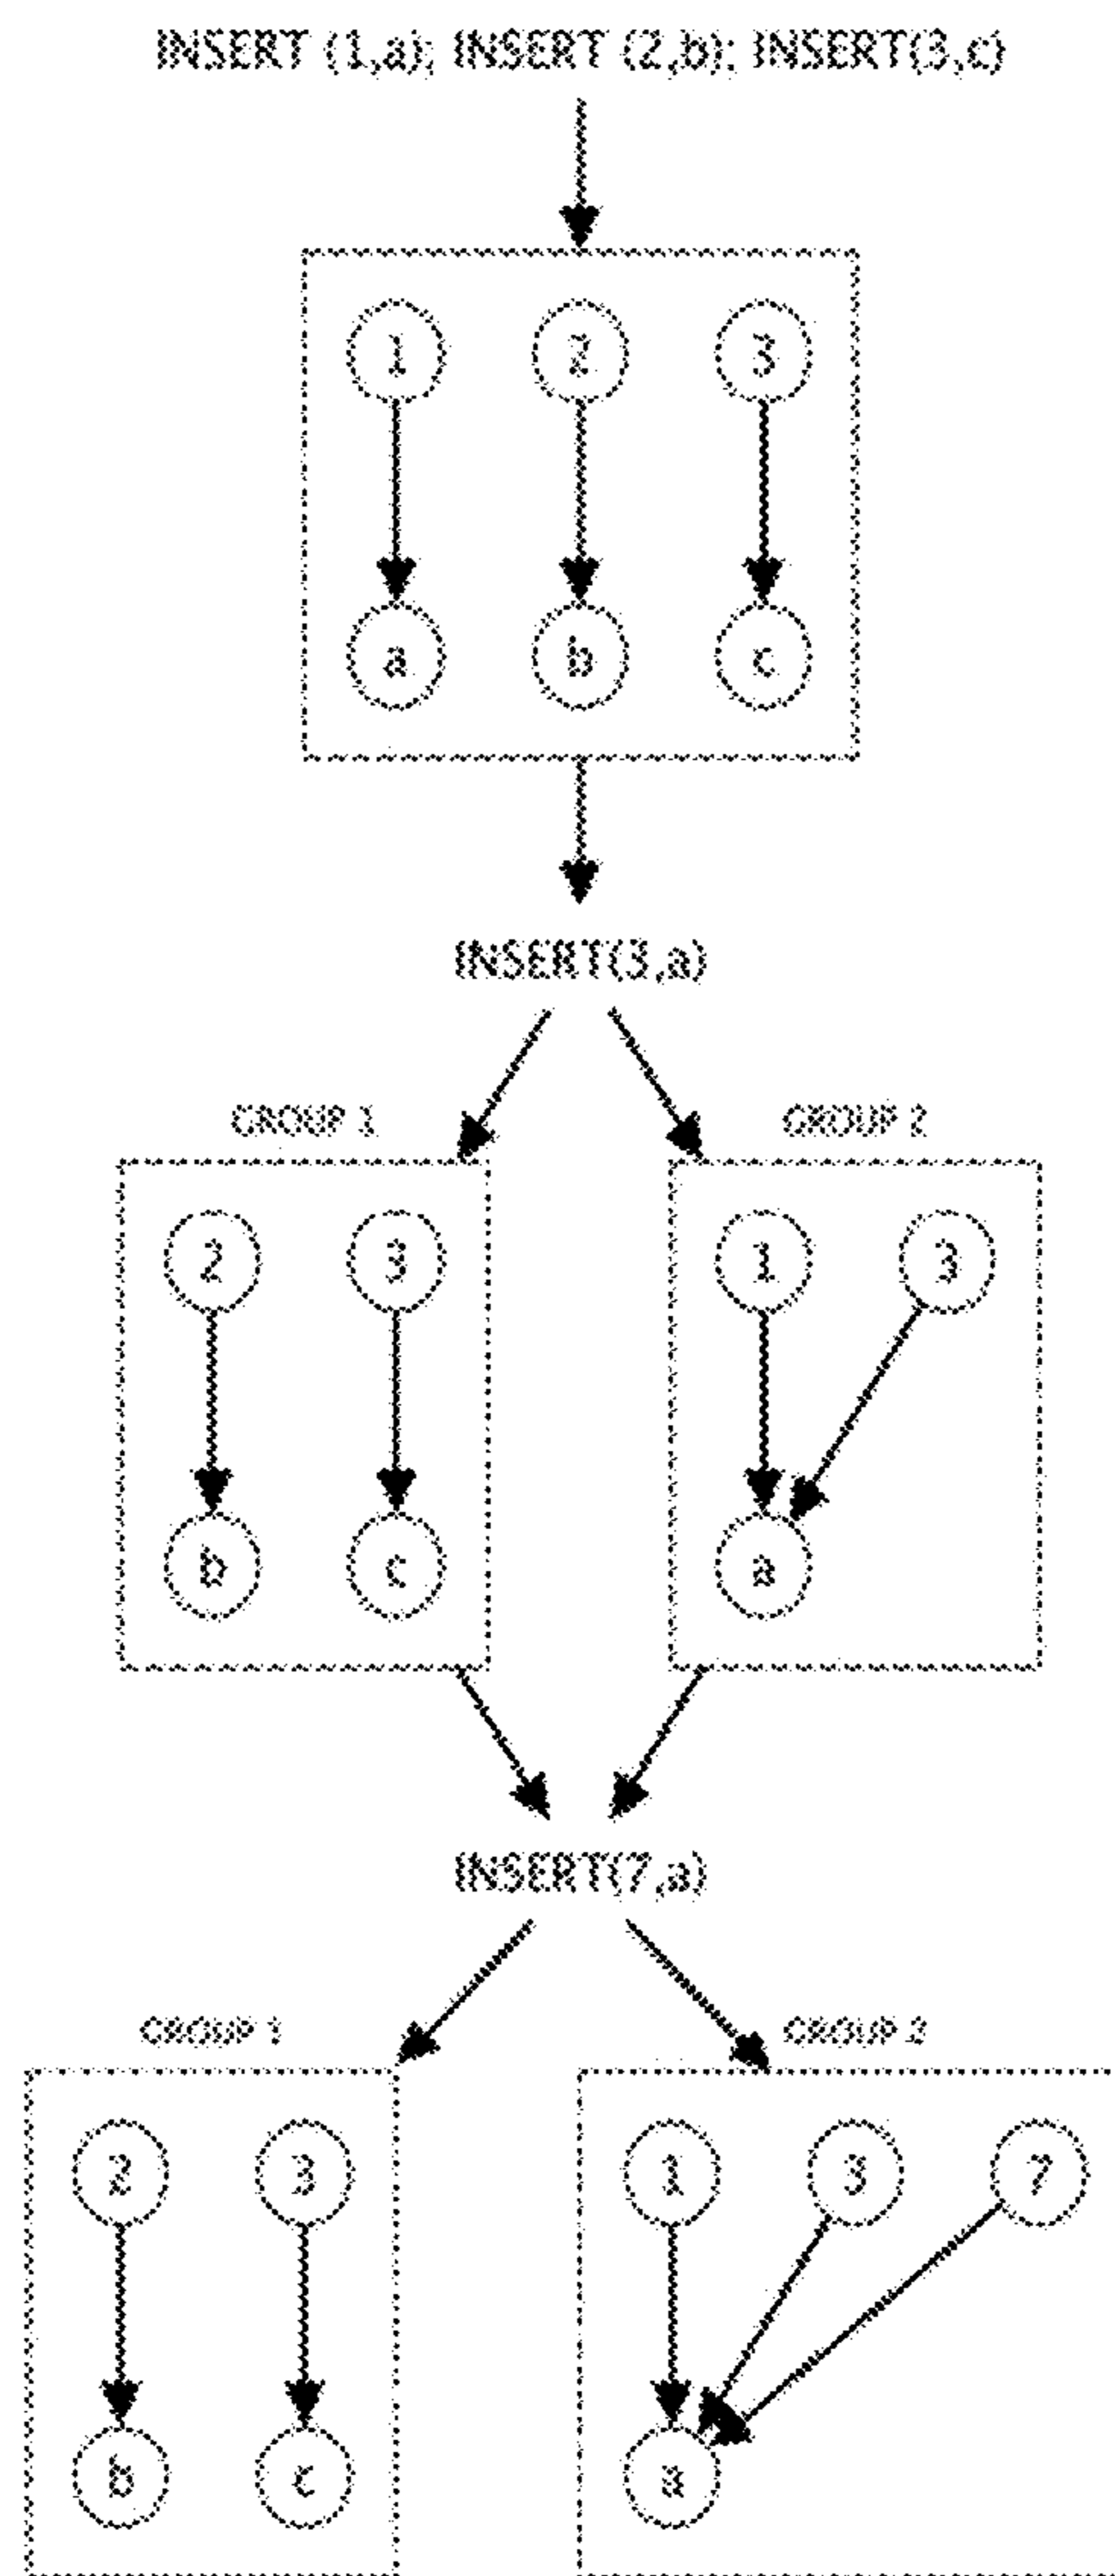 INSERT (1,a); INSERT (2,b); INSERT(3,c)
1 2 3
a b c
INSERT(3,a)
GROUP 1 GROUP 2
2 3 1 3
b c a
INSERT(7,a)
GROUP 1 GROUP 2
2 3 1 3 7
b c a